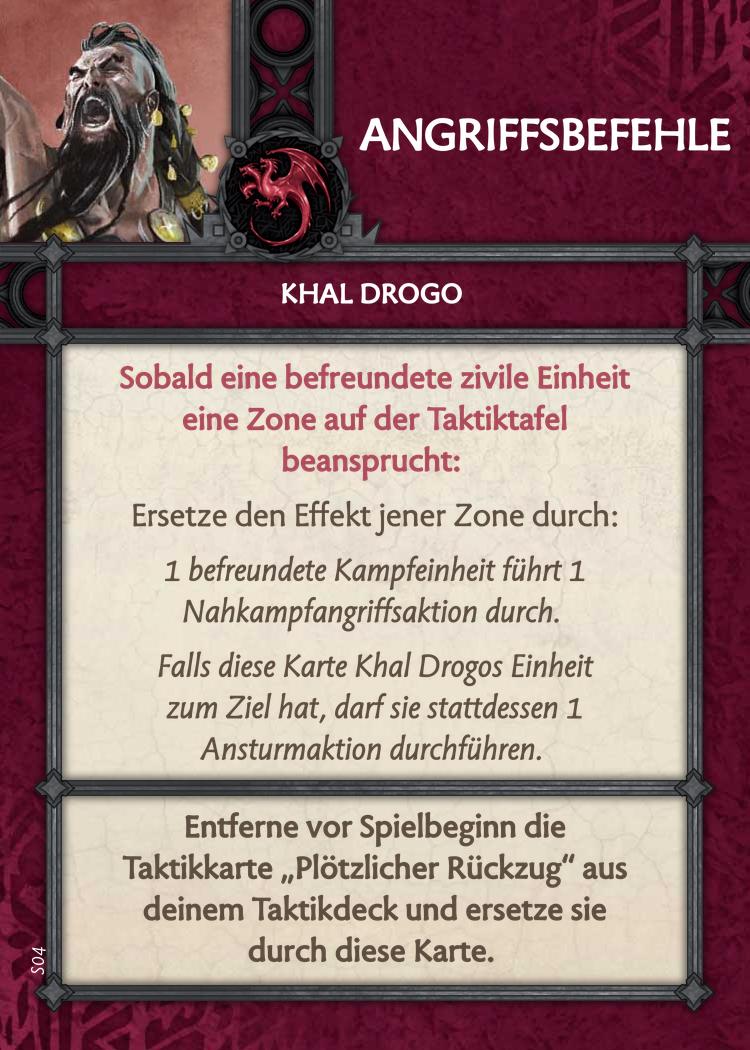 ANGRIFFSBEFEHLE
KHAL DROGO
Sobald eine befreundete zivile Einheit
eine Zone auf der Taktiktafel
beansprucht:
Ersetze den Effekt jener Zone durch:
1 befreundete Kampfeinheit führt 1
Nahkampfangriffsaktion durch.
Falls diese Karte Khal Drogos Einheit
zum Ziel hat, darf sie stattdessen 1
Ansturmaktion durchführen.
Entferne vor Spielbeginn die
Taktikkarte „Plötzlicher Rückzug“ aus
deinem Taktikdeck und ersetze sie
durch diese Karte.
S04